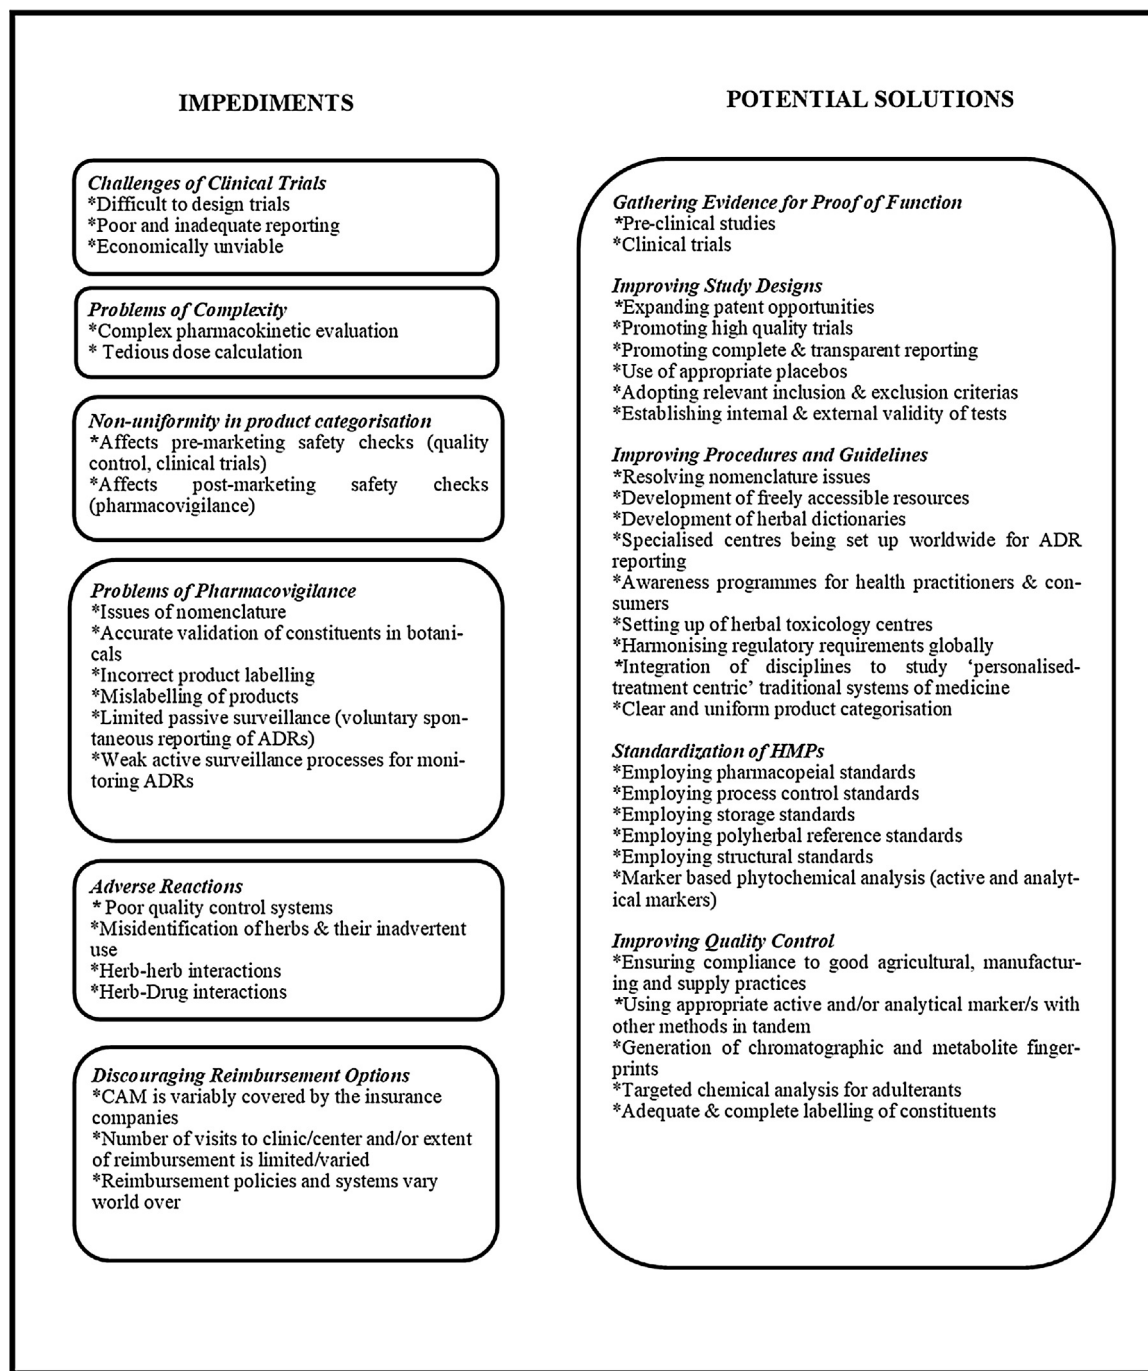 IMPEDIMENTS
Challenges of Clinical Trials
*Difficult to design trials
*Poor and inadequate reporting
*Economically unviable
Problems of Complexity
*Complex pharmacokinetic evaluation
* Tedious dose calculation
Non-uniformity in product categorisation
*Affects pre-marketing safety checks (quality
control, clinical trials)
*Affects post-marketing safety checks
(pharmacovigilance)
Problems of Pharmacovigilance
*Issues of nomenclature
*Accurate validation of constituents in botani-
cals
*Incorrect product labelling
*Mislabelling of products
*Limited passive surveillance (voluntary spon-
taneous reporting of ADRs)
*Weak active surveillance processes for moni-
toring ADRs
Adverse Reactions
* Poor quality control systems
*Misidentification of herbs & their inadvertent
use
*Herb-herb interactions
*Herb-Drug interactions
Discouraging Reimbursement Options
*CAM is variably covered by the insurance
companies
*Number of visits to clinic/center and/or extent
of reimbursement is limited/varied
*Reimbursement policies and systems vary
world over
POTENTIAL SOLUTIONS
Gathering Evidence for Proof of Function
*Pre-clinical studies
*Clinical trials
Improving Study Designs
*Expanding patent opportunities
*Promoting high quality trials
*Promoting complete & transparent reporting
*Use of appropriate placebos
*Adopting relevant inclusion & exclusion criterias
*Establishing internal & external validity of tests
Improving Procedures and Guidelines
*Resolving nomenclature issues
*Development of freely accessible resources
*Development of herbal dictionaries
*Specialised centres being set up worldwide for ADR
reporting
*Awareness programmes for health practitioners & con-
sumers
*Setting up of herbal toxicology centres
*Harmonising regulatory requirements globally
*Integration of disciplines to study ‘personalised-
treatment centric’ traditional systems of medicine
*Clear and uniform product categorisation
Standardization of HMPs
*Employing pharmacopeial standards
*Employing process control standards
*Employing storage standards
*Employing polyherbal reference standards
*Employing structural standards
*Marker based phytochemical analysis (active and analyt-
ical markers)
Improving Quality Control
*Ensuring compliance to good agricultural, manufactur-
ing and supply practices
*Using appropriate active and/or analytical marker/s with
other methods in tandem
*Generation of chromatographic and metabolite finger-
prints
*Targeted chemical analysis for adulterants
*Adequate & complete labelling of constituents